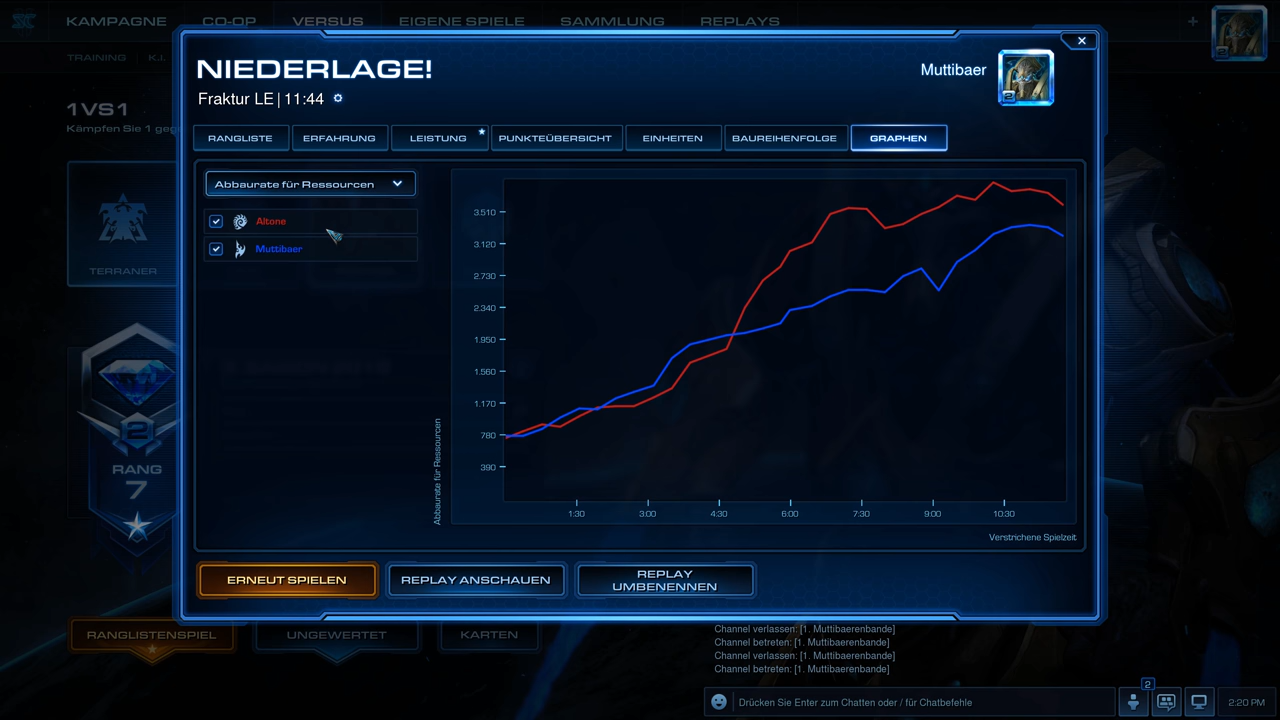 KAMPAGNE
CO-OP
VERSUS
EIGENE SPIELE
SAMMLUNG
REPLAYS
TRAINING
K.I.
2
1VS1
Kämpfen Sie 1 geg
NIEDERLAGE!
Fraktur LE | 11:44
Muttibaer
2
RANGLISTE
ERFAHRUNG
LEISTUNG
PUNKTEÜBERSICHT
EINHEITEN
BAUREIHENFOLGE
GRAPHEN
Abbaurate für Ressourcen
Altone
Muttibaer
3.510
3.120
2.730
2.340
1.950
1.560
1.170
780
390
Abbaurate für Ressourcen
1:30
3:00
4:30
6:00
7:30
9:00
10:30
Verstrichene Spielzeit
TERRANER
2
RANG
7
ERNEUT SPIELEN
REPLAY ANSCHAUEN
REPLAY
UMBENENNEN
RANGLISTENSPIEL
UNGEWERTET
KARTEN
Channel verlassen: [1. Muttibaerenbande]
Channel betreten: [1. Muttibaerenbande]
Channel verlassen: [1. Muttibaerenbande]
Channel betreten: [1. Muttibaerenbande]
Drücken Sie Enter zum Chatten oder / für Chatbefehle
2
2:20 PM